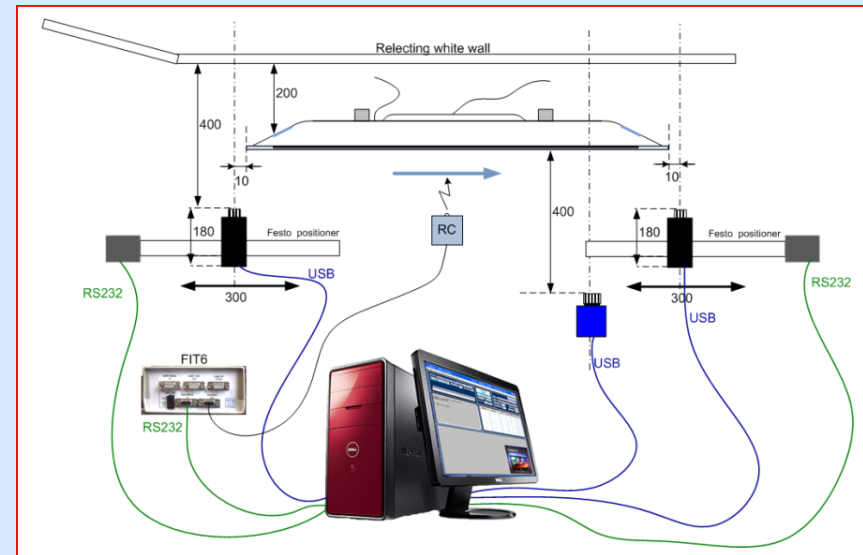 Relecting white wall
200
400
10
10
400
180
RC
180
Festo positioner
Festo positioner
RS232
USB
300
300
RS232
USB
USB
FIT6
RS232
DELL